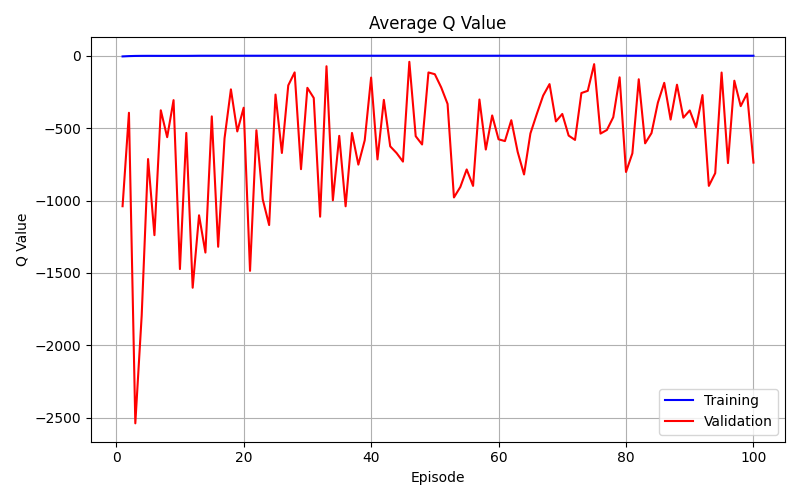 Average Q Value
0
−500
−1000
−1500
−2000
−2500
Q Value
0
20
40
60
80
100
Episode
Training
Validation